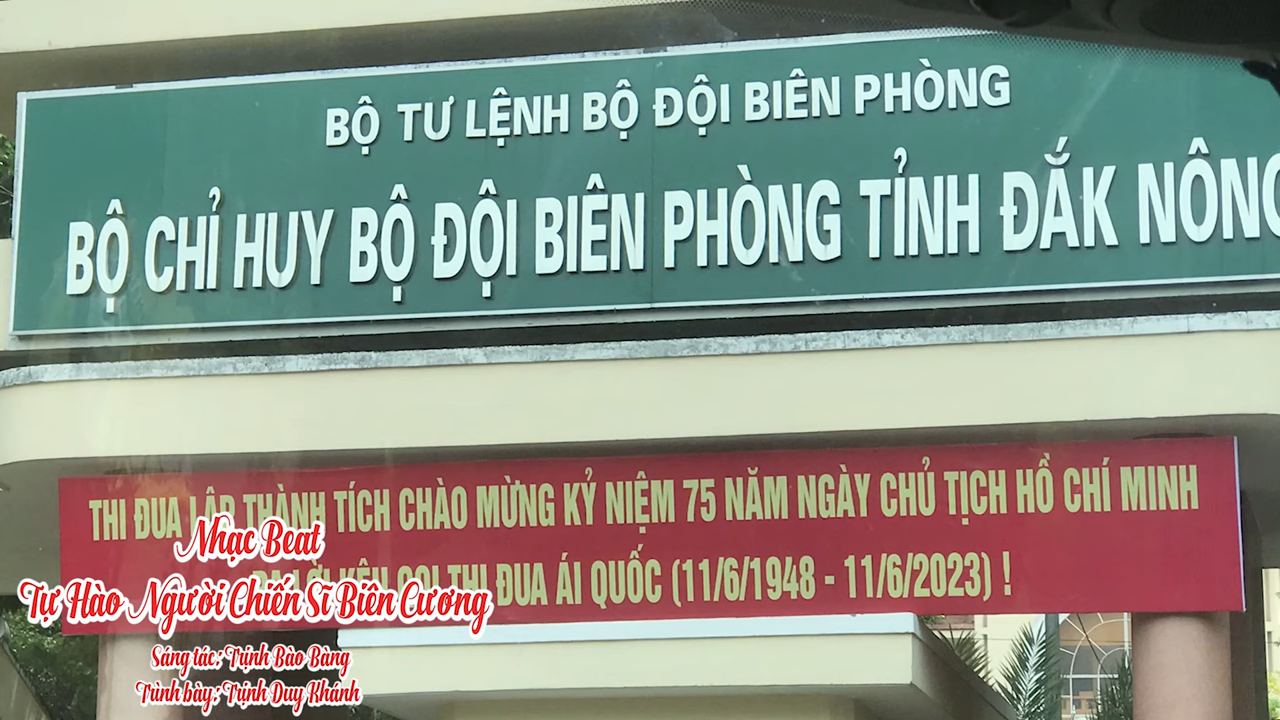 BỘ TƯ LỆNH BỘ ĐỘI BIÊN PHÒNG
BỘ CHỈ HUY BỘ ĐỘI BIÊN PHÒNG TỈNH ĐẮK NÔNG
THI ĐUA LẬP THÀNH TÍCH CHÀO MỪNG KỶ NIỆM 75 NĂM NGÀY CHỦ TỊCH HỒ CHÍ MINH
THI ĐUA ÁI QUỐC (11/6/1948 - 11/6/2023) !
Nhạc Beat
Tự Hào Người Chiến Sĩ Biên Cương
Sáng tác: Trịnh Bào Bàng
Trình bày: Trịnh Duy Khánh